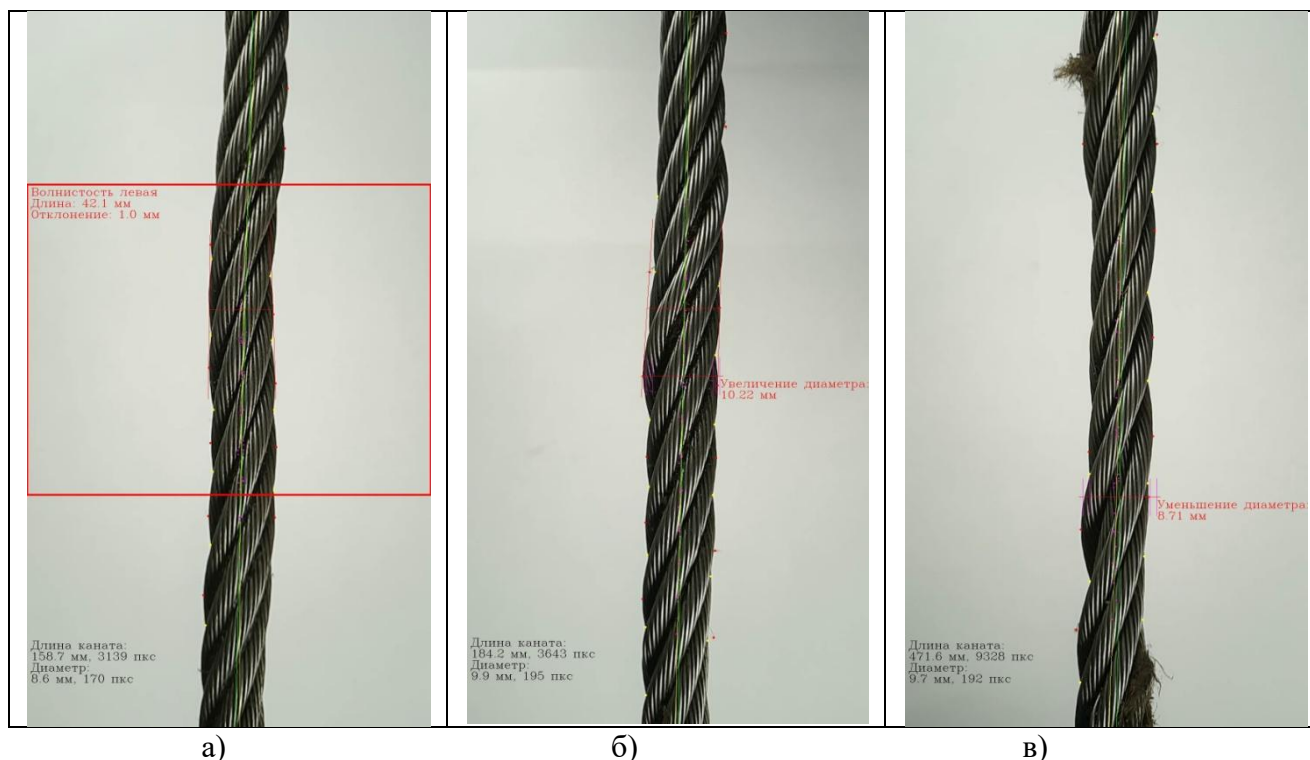 Волнистость левая
Длина: 42.1 мм
Отклонение: 1.0 мм
Длина каната:
158.7 мм, 3139 пкс
Диаметр:
8.6 мм, 170 пкс
Увеличение диаметра:
10.22 мм
Длина каната:
184.2 мм, 3643 пкс
Диаметр:
9.9 мм, 195 пкс
Уменьшение диаметра:
8.71 мм
Длина каната:
471.6 мм, 9328 пкс
Диаметр:
9.7 мм, 192 пкс
а)
б)
в)